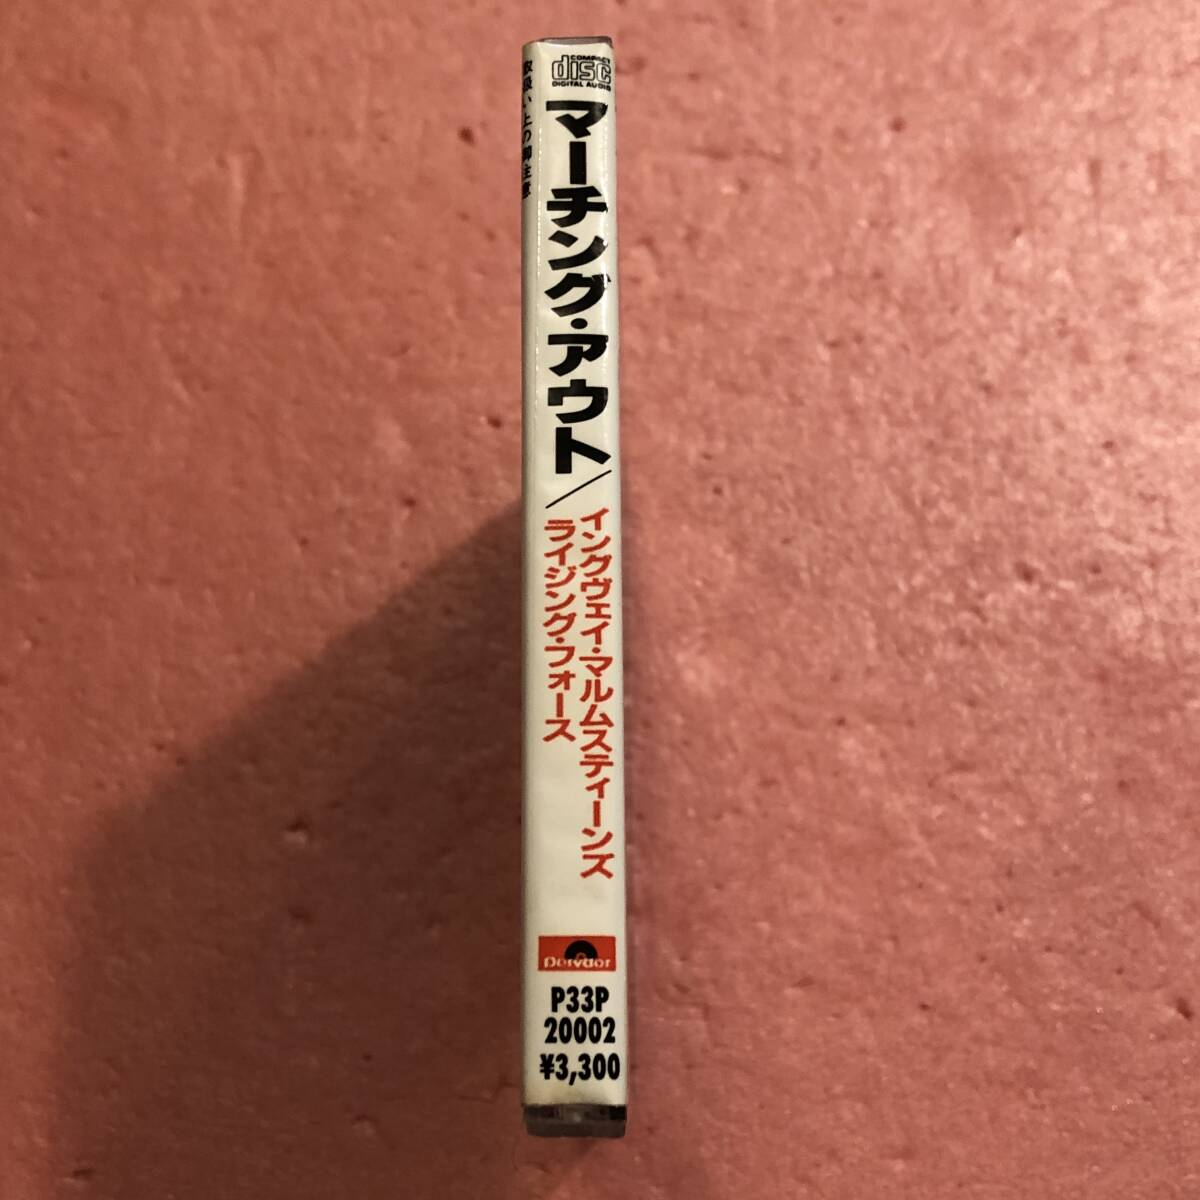 COMPACT
disc
DIGITAL AUDIO
取扱い上の御注意
マーチング・アウト／
イングヴェイ・マルムスティーンズ
ライジング・フォース
polydor
P33P
20002
¥3,300